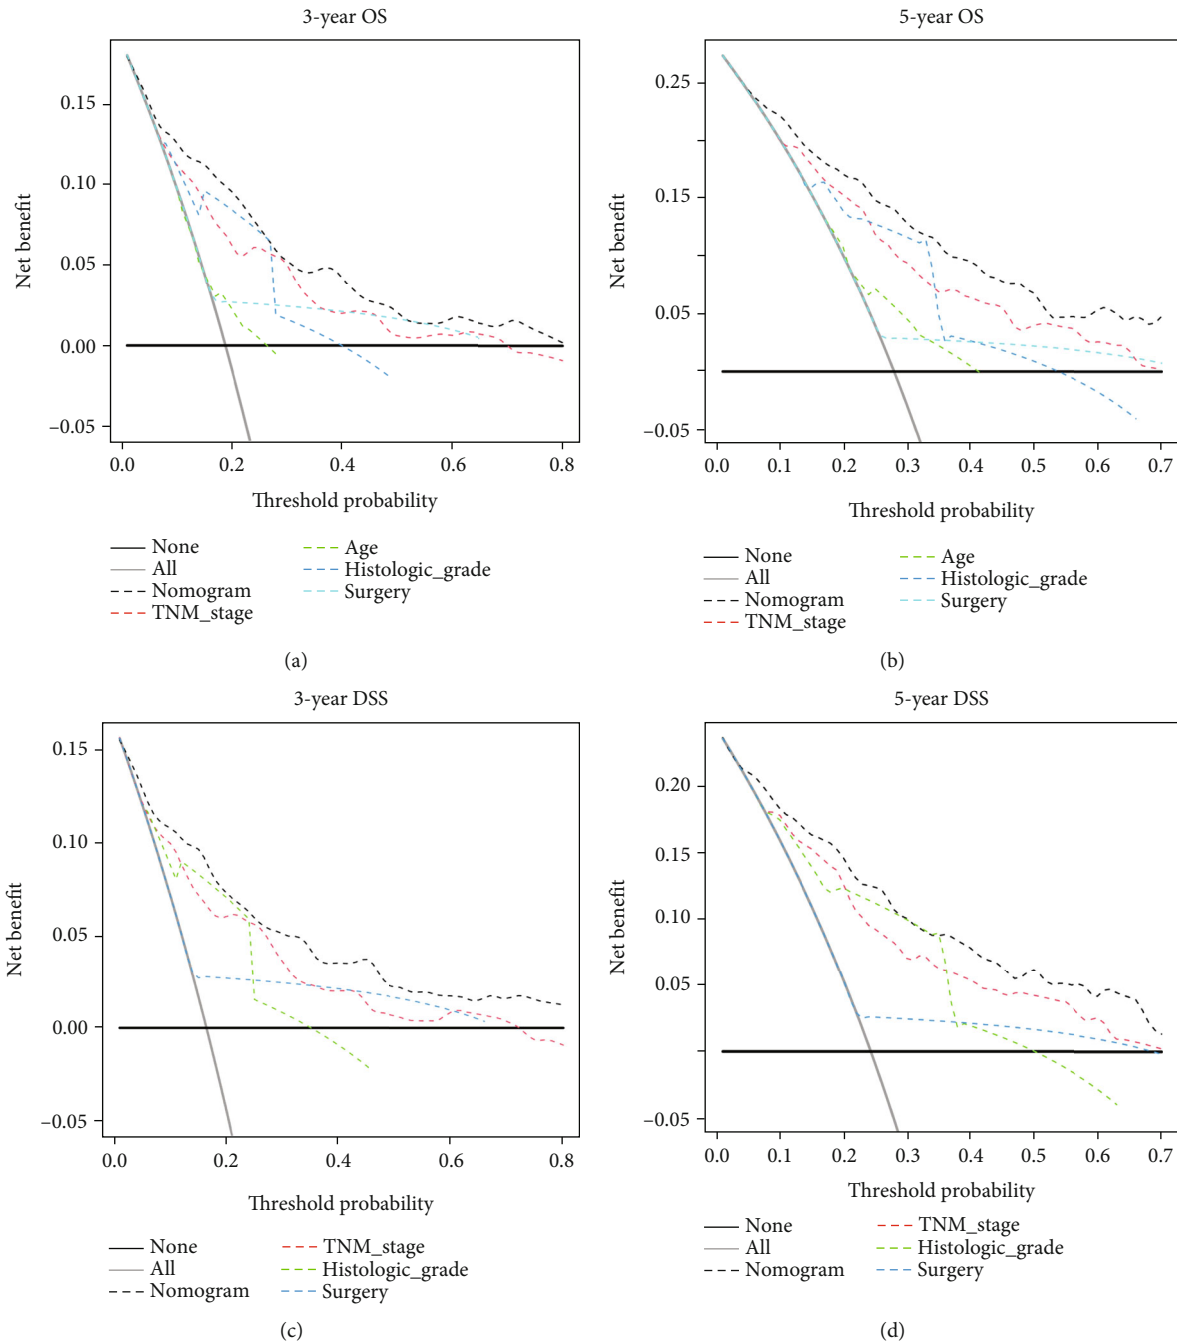 3-year OS
0.15
0.10
0.05
0.00
–0.05
Net benefit
0.0 0.2 0.4 0.6 0.8
Threshold probability
None
All
Nomogram
TNM_stage
Age
Histologic_grade
Surgery
(a)
5-year OS
0.25
0.15
0.05
–0.05
Net benefit
0.0 0.1 0.2 0.3 0.4 0.5 0.6 0.7
Threshold probability
None
All
Nomogram
TNM_stage
Age
Histologic_grade
Surgery
(b)
3-year DSS
0.15
0.10
0.05
0.00
–0.05
Net benefit
0.0 0.2 0.4 0.6 0.8
Threshold probability
None
All
Nomogram
TNM_stage
Histologic_grade
Surgery
(c)
5-year DSS
0.20
0.15
0.10
0.05
–0.05
Net benefit
0.0 0.1 0.2 0.3 0.4 0.5 0.6 0.7
Threshold probability
None
All
Nomogram
TNM_stage
Histologic_grade
Surgery
(d)